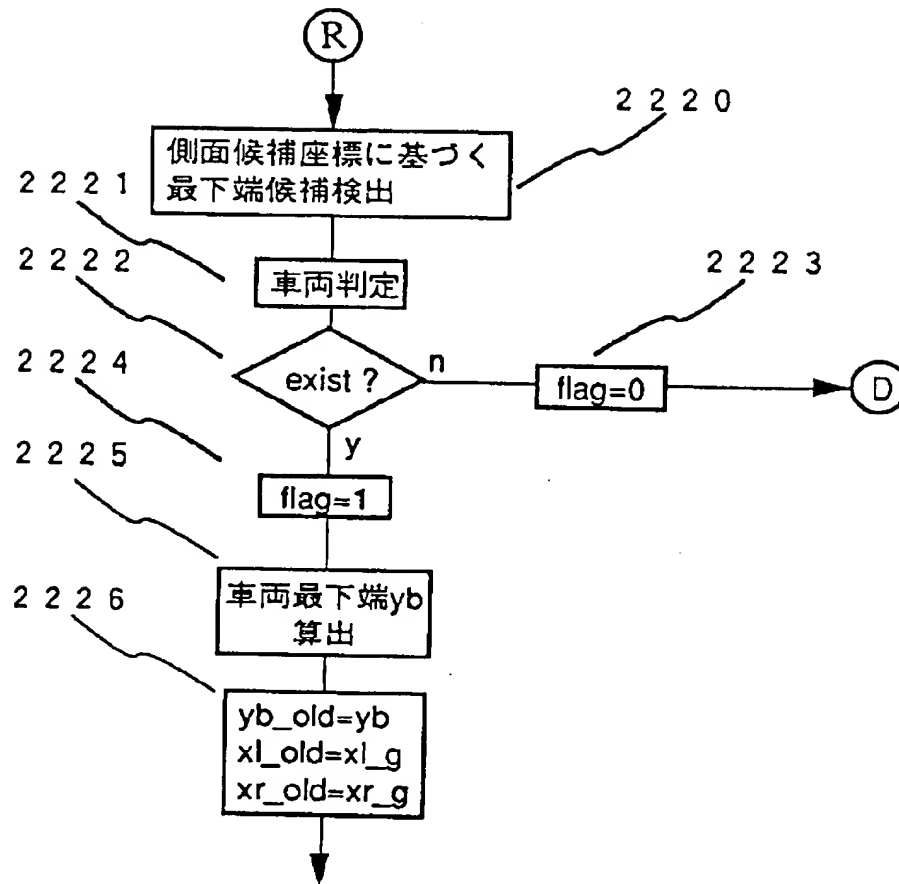 R
2220
側面候補座標に基づく
最下端候補検出
2221
車両判定
2222
2223
exist ?
n
flag=0
D
2224
y
2225
flag=1
車両最下端yb
算出
2226
yb_old=yb
xl_old=xl_g
xr_old=xr_g